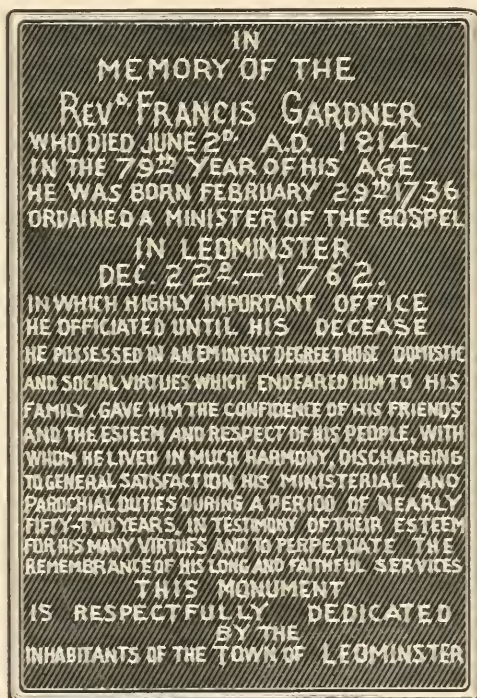 IN
MEMORY OF THE
REVD FRANCIS GARDNER
WHO DIED JUNE 2D. A.D. 1814.
IN THE 79TH YEAR OF HIS AGE
HE WAS BORN FEBRUARY 29TH 1736
ORDAINED A MINISTER OF THE GOSPEL
IN LEOMINSTER
DEC. 22D.-1762.
IN WHICH HIGHLY IMPORTANT OFFICE
HE OFFICIATED UNTIL HIS DECEASE
HE POSSESSED IN AN EMINENT DEGREE THOSE DOMESTIC
AND SOCIAL VIRTUES WHICH ENDEARED HIM TO HIS
FAMILY, GAVE HIM THE CONFIDENCE OF HIS FRIENDS
AND THE ESTEEM AND RESPECT OF HIS PEOPLE, WITH
WHOM HE LIVED IN MUCH HARMONY, DISCHARGING
TO GENERAL SATISFACTION HIS MINISTERIAL AND
PAROCHIAL DUTIES DURING A PERIOD OF NEARLY
FIFTY-TWO YEARS, IN TESTIMONY OF THEIR ESTEEM
FOR HIS MANY VIRTUES AND TO PERPETUATE THE
REMEMBRANCE OF HIS LONG AND FAITHFUL SERVICES
THIS MONUMENT
IS RESPECTFULLY DEDICATED
BY THE
INHABITANTS OF THE TOWN OF LEOMINSTER